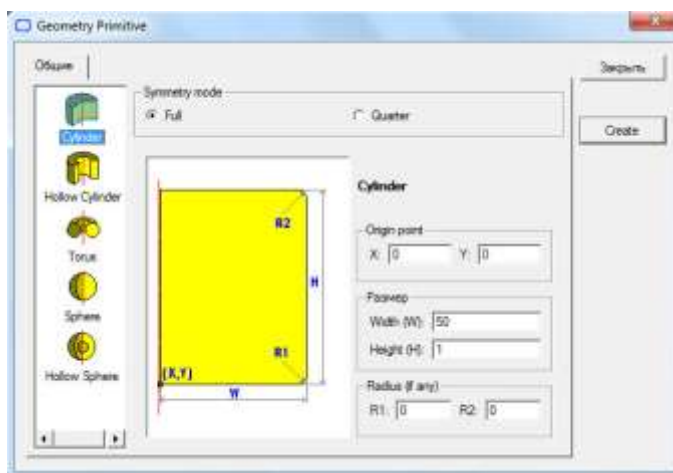 Geometry Primitive
Общие
Закрыть
Create
Symmetry mode
Full
Quarter
Cylinder
Hollow Cylinder
Torus
Sphere
Hollow Sphere
R2
H
R1
(X,Y)
W
Cylinder
Origin point
X: 0 Y: 0
Размер
Width (W): 50
Height (H): 1
Radius (if any)
R1: 0 R2: 0